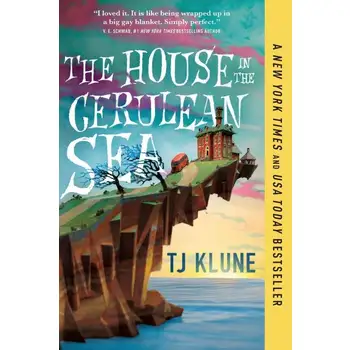 "I loved it. It is like being wrapped up in
a big gay blanket. Simply perfect."
V. E. SCHWAB, #1 NEW YORK TIMES BESTSELLING AUTHOR
THE HOUSE IN THE
CERULEAN
SEA
TJ KLUNE
A NEW YORK TIMES AND USA TODAY BESTSELLER